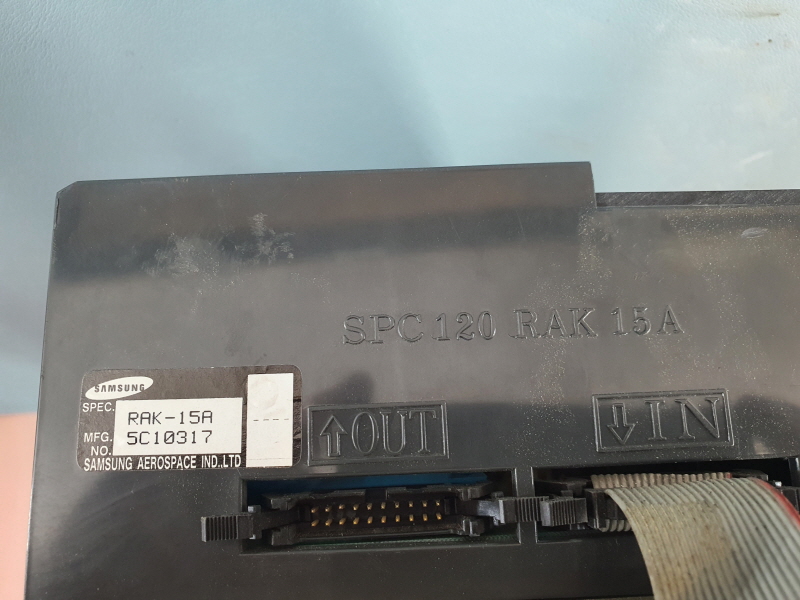 SPC 120 RAK 15A
SAMSUNG
SPEC. RAK-15A
MFG. NO. 5C10317
SAMSUNG AEROSPACE IND.,LTD
↑OUT
↓IN